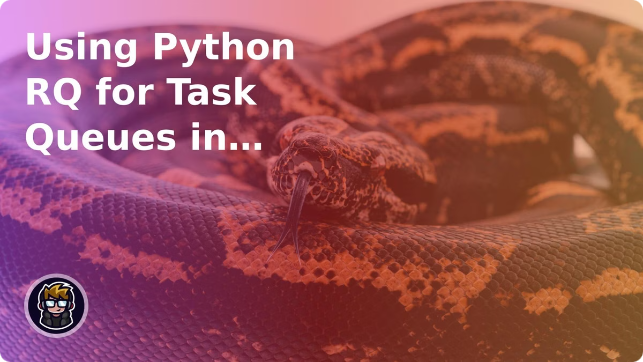 Using Python
RQ for Task
Queues in…